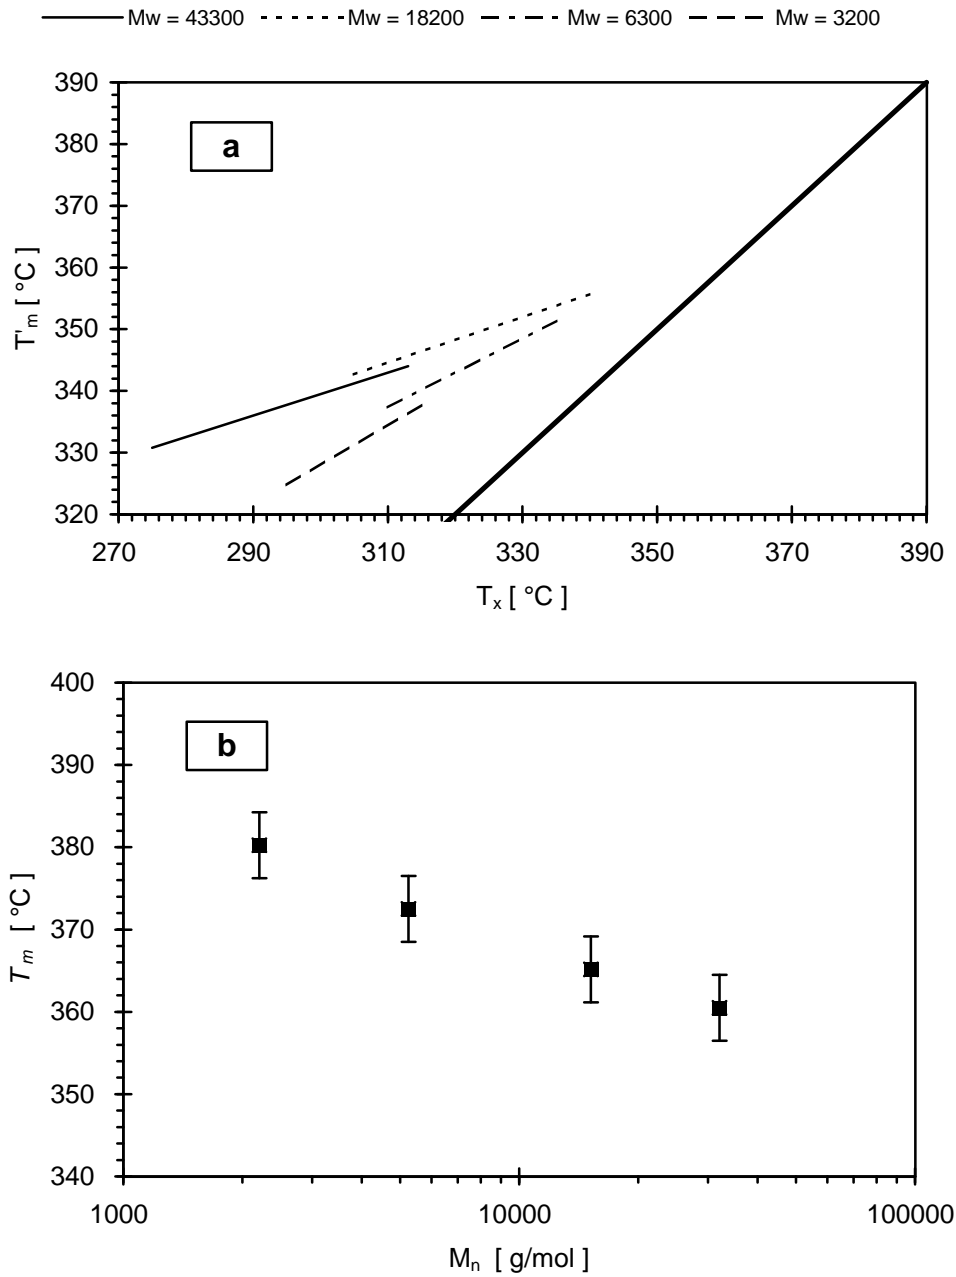 Mw = 43300 Mw = 18200 Mw = 6300 Mw = 3200
a
390
380
370
360
350
340
330
320
T'm [ °C ]
270 290 310 330 350 370 390
Tx [ °C ]
b
400
390
380
370
360
350
340
Tm [ °C ]
1000 10000 100000
Mn [ g/mol ]